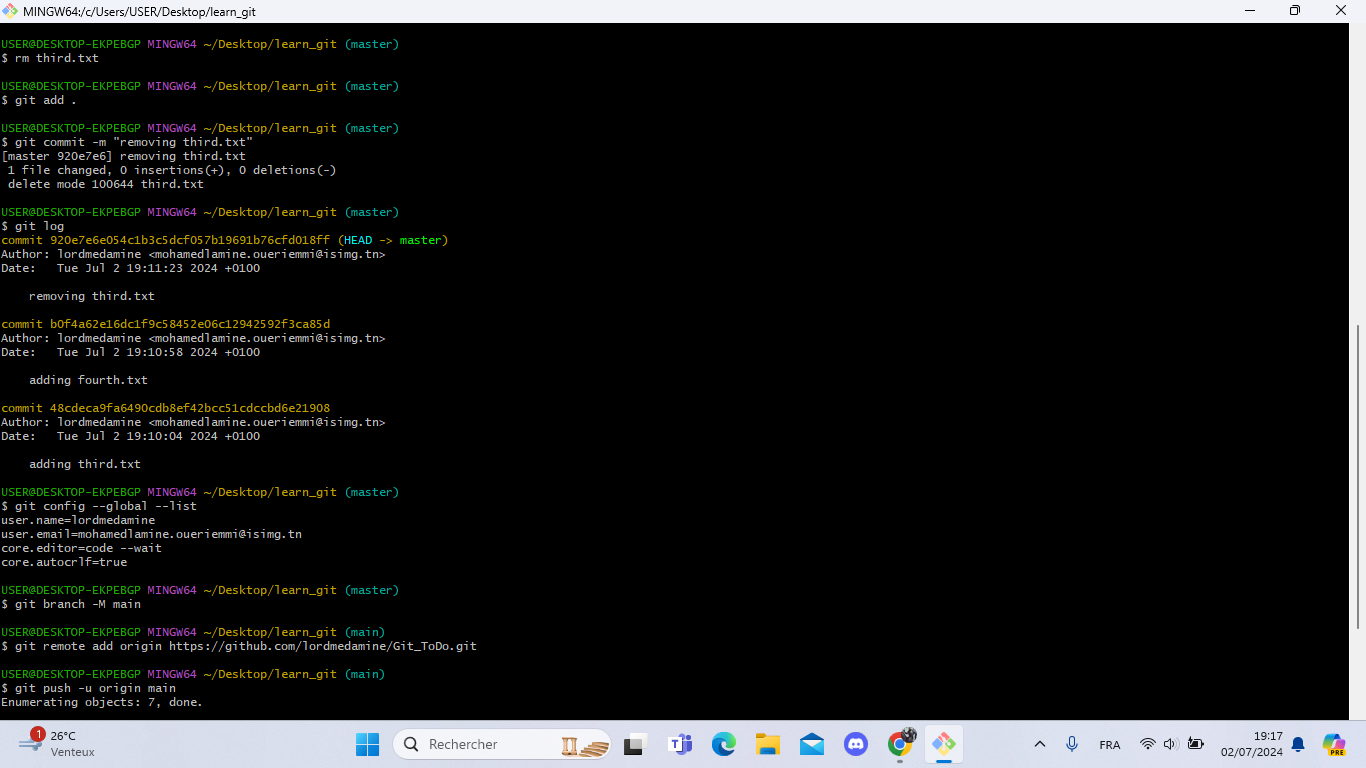 MINGW64:/c/Users/USER/Desktop/learn_git
USER@DESKTOP-EKPEBGP MINGW64 ~/Desktop/learn_git (master)
$ rm third.txt
USER@DESKTOP-EKPEBGP MINGW64 ~/Desktop/learn_git (master)
$ git add .
USER@DESKTOP-EKPEBGP MINGW64 ~/Desktop/learn_git (master)
$ git commit -m "removing third.txt"
[master 920e7e6] removing third.txt
 1 file changed, 0 insertions(+), 0 deletions(-)
 delete mode 100644 third.txt
USER@DESKTOP-EKPEBGP MINGW64 ~/Desktop/learn_git (master)
$ git log
commit 920e7e6e054c1b3c5dcf057b19691b76cfd018ff (HEAD -> master)
Author: lordmedamine <mohamedlamine.oueriemmi@isimg.tn>
Date:   Tue Jul 2 19:11:23 2024 +0100
    removing third.txt
commit b0f4a62e16dc1f9c58452e06c12942592f3ca85d
Author: lordmedamine <mohamedlamine.oueriemmi@isimg.tn>
Date:   Tue Jul 2 19:10:58 2024 +0100
    adding fourth.txt
commit 48cdeca9fa6490cdb8ef42bcc51cdccbd6e21908
Author: lordmedamine <mohamedlamine.oueriemmi@isimg.tn>
Date:   Tue Jul 2 19:10:04 2024 +0100
    adding third.txt
USER@DESKTOP-EKPEBGP MINGW64 ~/Desktop/learn_git (master)
$ git config --global --list
user.name=lordmedamine
user.email=mohamedlamine.oueriemmi@isimg.tn
core.editor=code --wait
core.autocrlf=true
USER@DESKTOP-EKPEBGP MINGW64 ~/Desktop/learn_git (master)
$ git branch -M main
USER@DESKTOP-EKPEBGP MINGW64 ~/Desktop/learn_git (main)
$ git remote add origin https://github.com/lordmedamine/Git_ToDo.git
USER@DESKTOP-EKPEBGP MINGW64 ~/Desktop/learn_git (main)
$ git push -u origin main
Enumerating objects: 7, done.
1
26°C
Venteux
Rechercher
FRA
19:17
02/07/2024
PRE